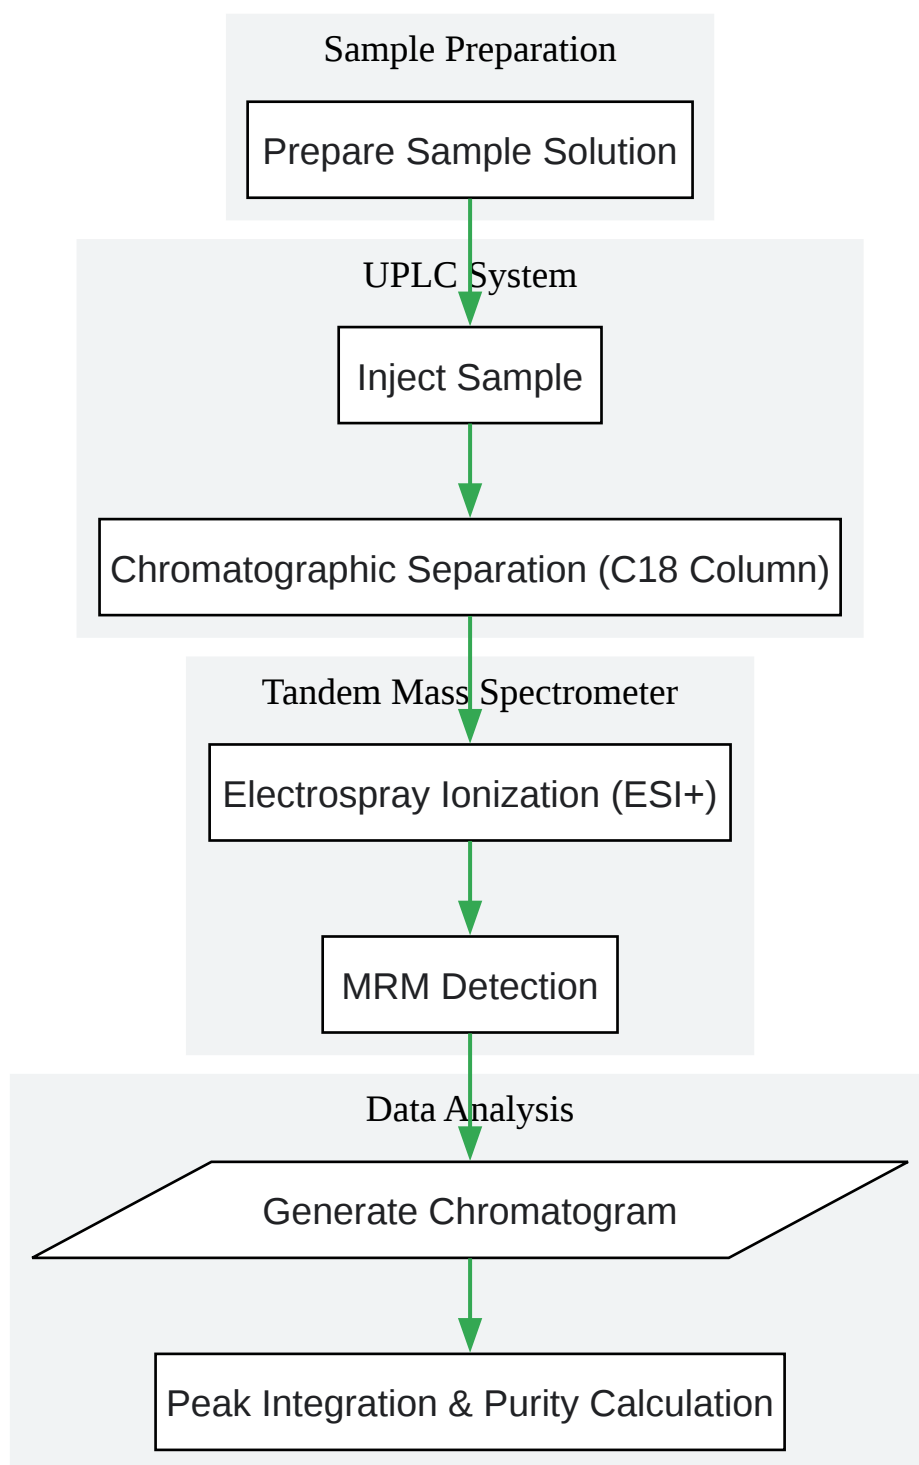 Sample Preparation
Prepare Sample Solution
UPLC System
Inject Sample
Chromatographic Separation (C18 Column)
Tandem Mass Spectrometer
Electrospray Ionization (ESI+)
MRM Detection
Data Analysis
Generate Chromatogram
Peak Integration & Purity Calculation